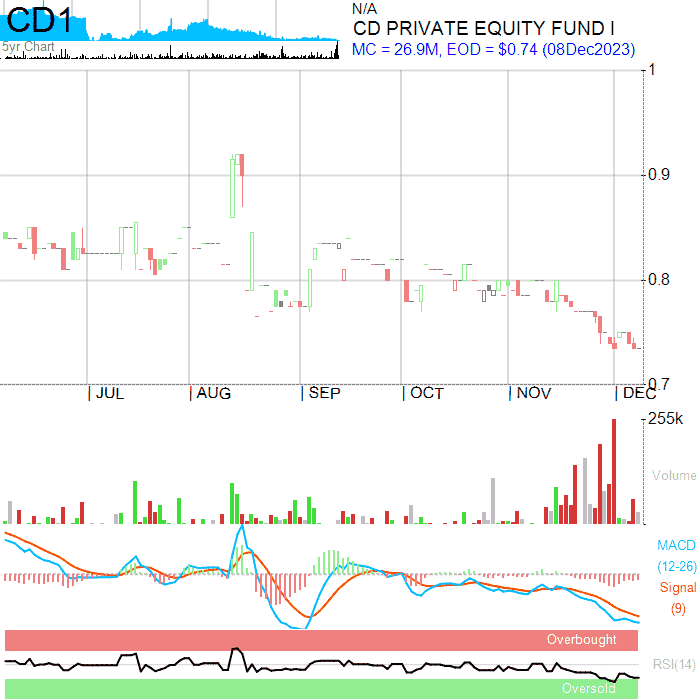 CD1
5yr Chart
N/A
CD PRIVATE EQUITY FUND I
MC = 26.9M, EOD = $0.74 (08Dec2023)
1
0.9
0.8
0.7
| JUL | AUG | SEP | OCT | NOV | DEC
255k
Volume
MACD
(12-26)
Signal
(9)
Overbought
RSI(14)
Oversold